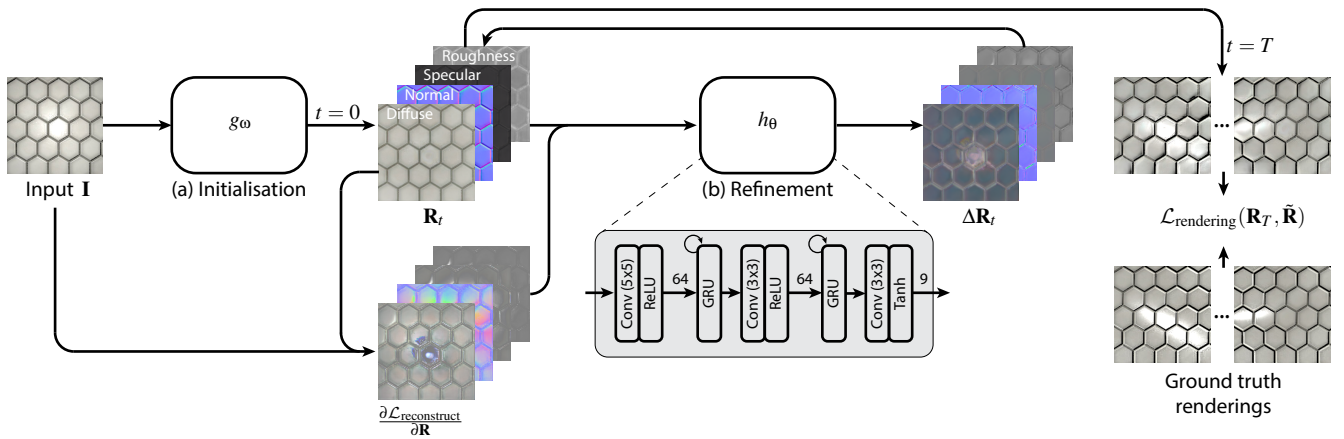 t = T
Roughness
Specular
Normal
Diffuse
g_ω
t = 0
h_θ
Input I
(a) Initialisation
R_t
(b) Refinement
ΔR_t
ℒ_rendering(R_T, R̃)
Conv (5x5)
ReLU
64
GRU
Conv (3x3)
ReLU
64
GRU
Conv (3x3)
Tanh
9
...
...
Ground truth
renderings
∂ℒ_reconstruct
∂R